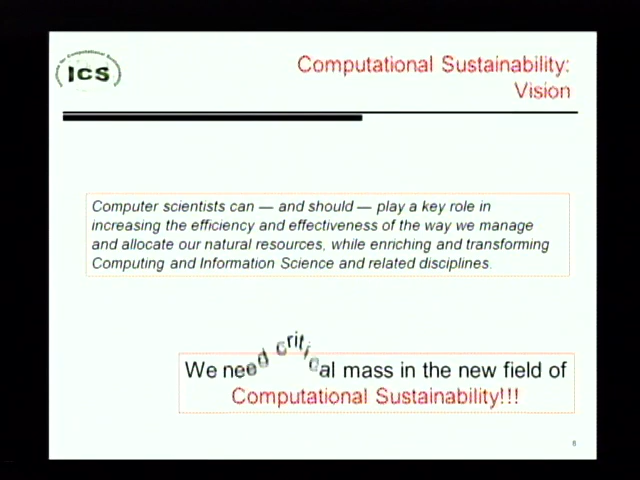 ICS
Computational Sustainability:
Vision
Computer scientists can — and should — play a key role in
increasing the efficiency and effectiveness of the way we manage
and allocate our natural resources, while enriching and transforming
Computing and Information Science and related disciplines.
We need critical mass in the new field of
Computational Sustainability!!!